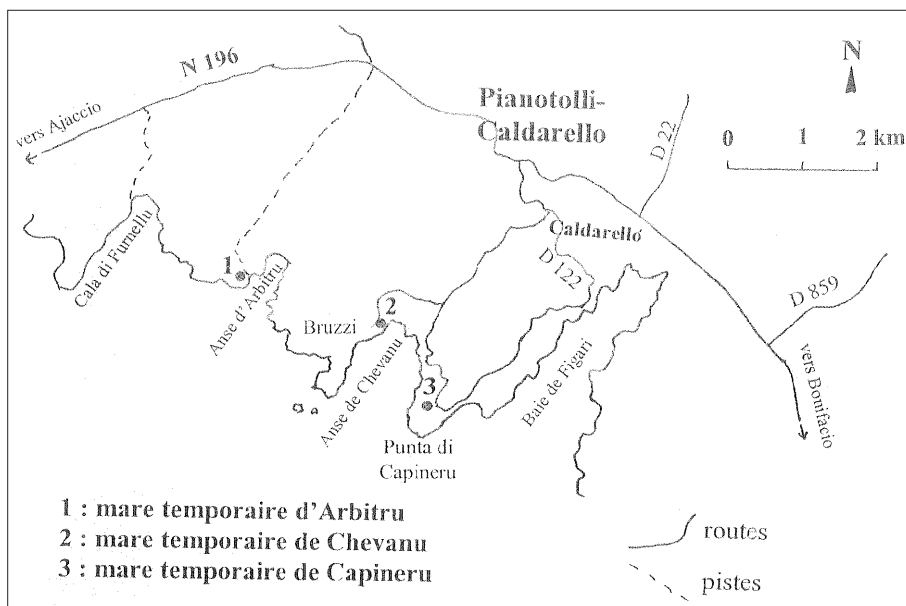 N 196
N
vers Ajaccio
Pianotolli-
Caldarello
D 22
0 1 2 km
Cala di Furnellu
1
Anse d'Arbitru
Caldarello
D 122
D 859
2
Bruzzi
Anse de Chevanu
3
Baie de Figari
vers Bonifacio
Punta di
Capineru
1 : mare temporaire d'Arbitru
2 : mare temporaire de Chevanu
3 : mare temporaire de Capineru
routes
pistes